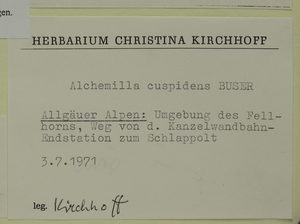 gen.
HERBARIUM CHRISTINA KIRCHHOFF
Alchemilla cuspidens BUSER
Allgäuer Alpen: Umgebung des Fell-
horns, Weg von d. Kanzelwandbahn-
Endstation zum Schlappolt
3.7.1971
leg. Kirchhoff